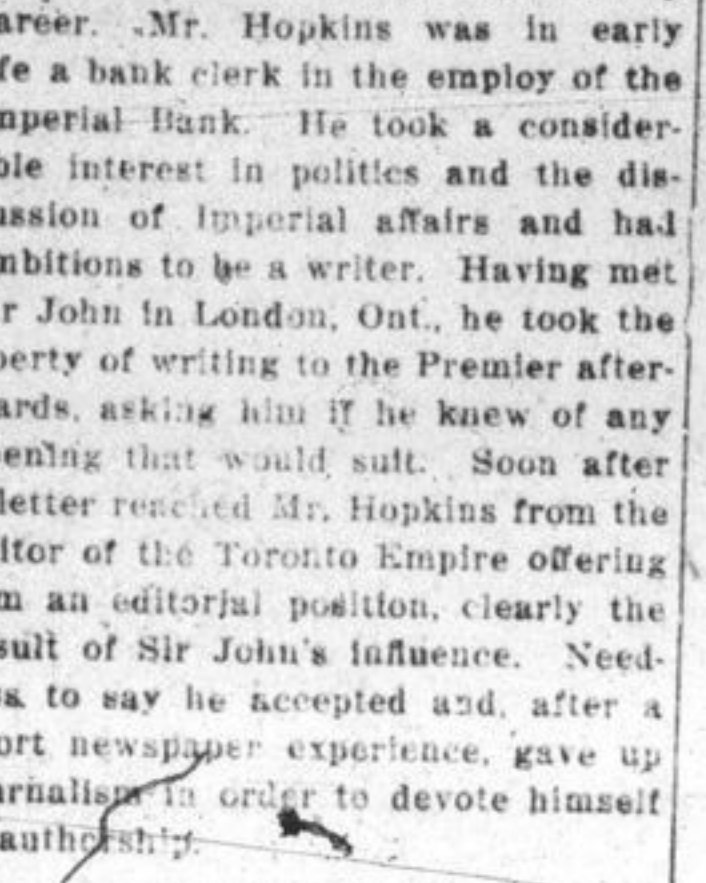 areer. Mr. Hopkins was in early
fe a bank clerk in the employ of the
nperial Bank. He took a consider-
ble interest in politics and the dis-
ussion of Imperial affairs and had
mbitions to be a writer. Having met
r John in London, Ont., he took the
berty of writing to the Premier after-
ards, asking him if he knew of any
ening that would suit. Soon after
letter reached Mr. Hopkins from the
itor of the Toronto Empire offering
m an editorial position, clearly the
sult of Sir John's influence. Need-
s to say he accepted and, after a
ort newspaper experience, gave up
urnalism in order to devote himself
authorship.